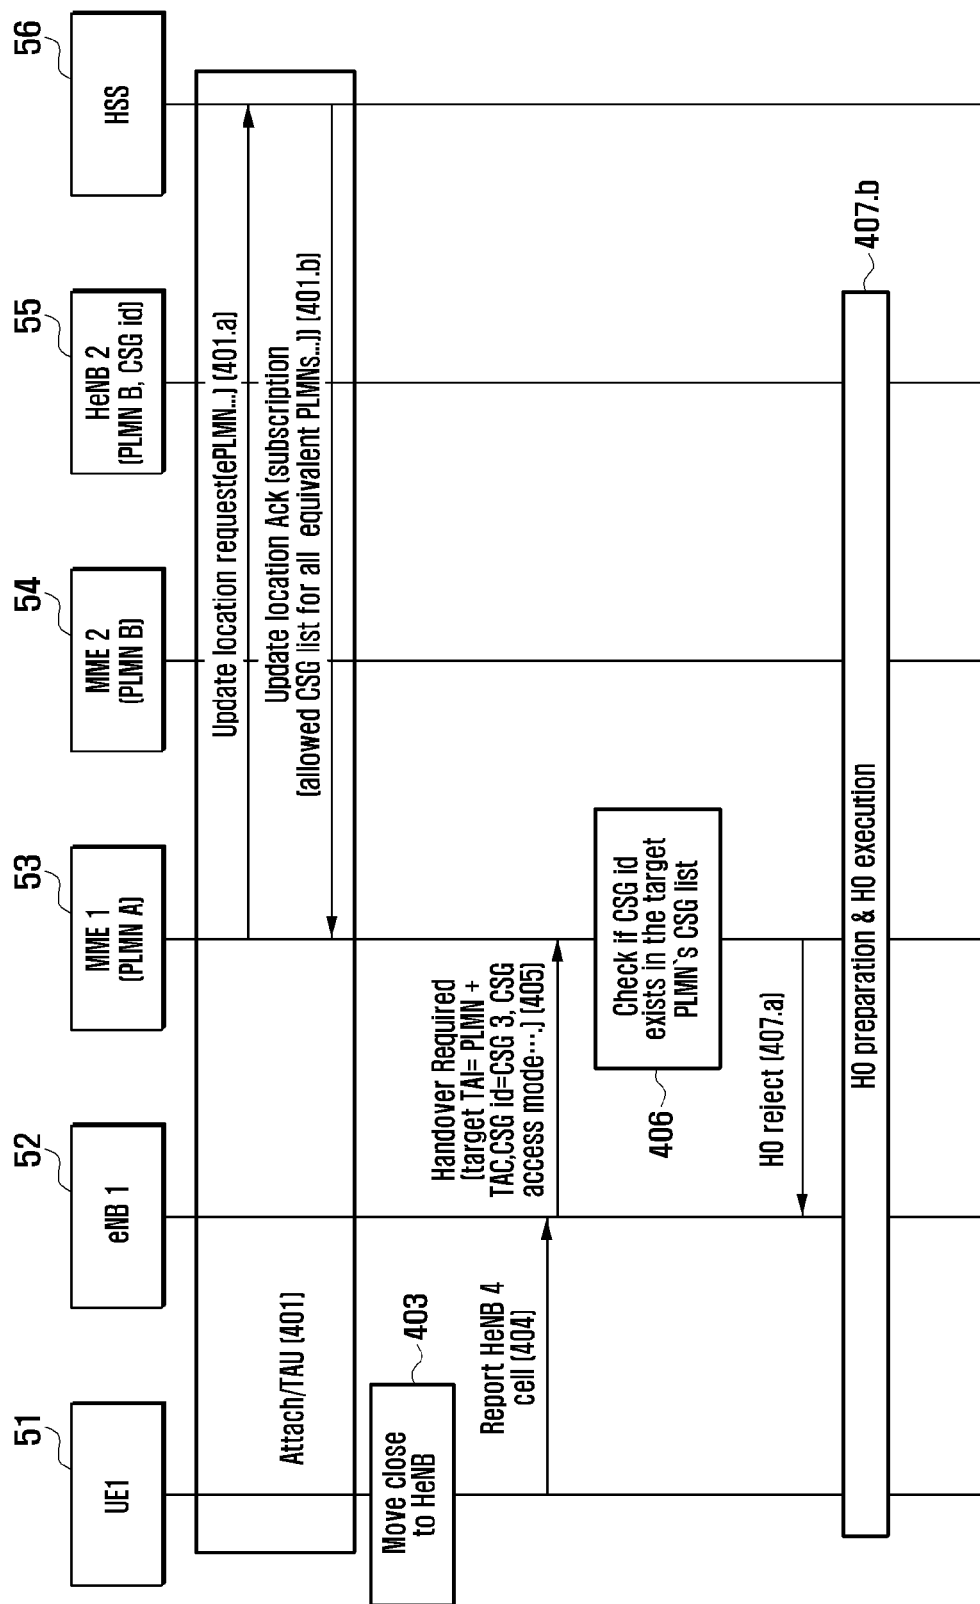 51
52
53
54
55
56
UE1
eNB 1
MME 1
(PLMN A)
MME 2
(PLMN B)
HeNB 2
(PLMN B, CSG id)
HSS
Attach/TAU (401)
Update location request(ePLMN...) (401.a)
Update location Ack (subscription
(allowed CSG list for all equivalent PLMNs...)) (401.b)
Move close
to HeNB
403
Report HeNB 4
cell (404)
Handover Required
(target TAI= PLMN +
TAC,CSG id=CSG 3, CSG
access mode···.) (405)
Check if CSG id
exists in the target
PLMN`s CSG list
406
HO reject (407.a)
HO preparation & HO execution
407.b